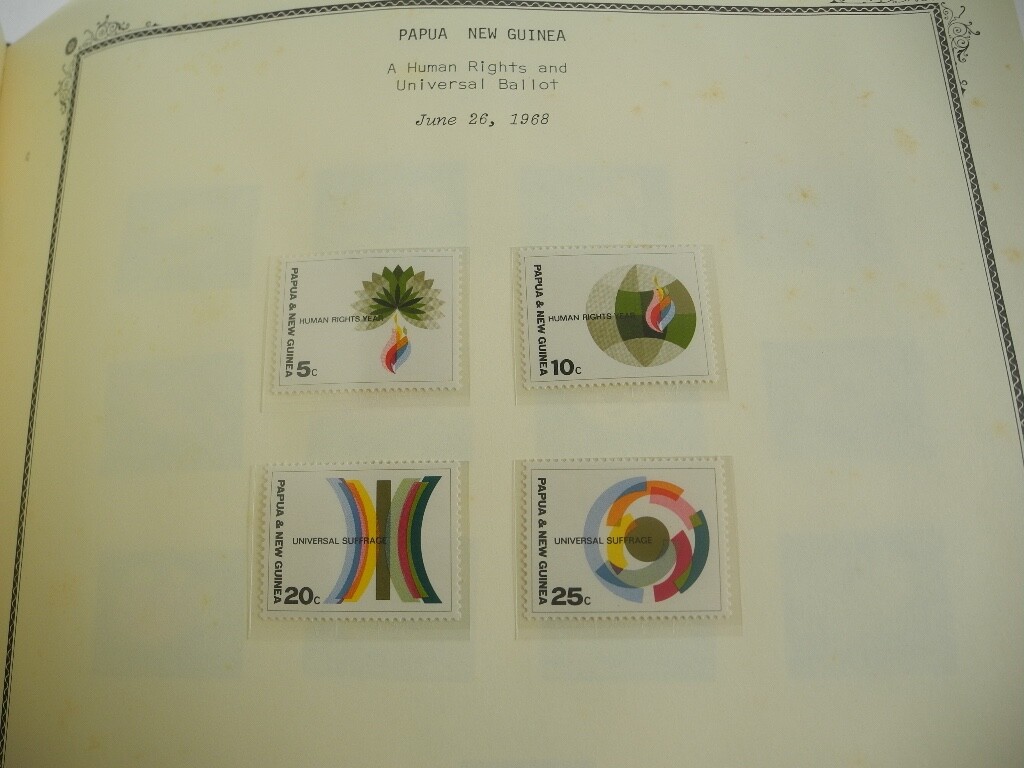 PAPUA NEW GUINEA
A Human Rights and
Universal Ballot
June 26, 1968
PAPUA & NEW GUINEA
HUMAN RIGHTS YEAR
5c
PAPUA & NEW GUINEA
HUMAN RIGHTS YEAR
10c
PAPUA & NEW GUINEA
UNIVERSAL SUFFRAGE
20c
PAPUA & NEW GUINEA
UNIVERSAL SUFFRAGE
25c